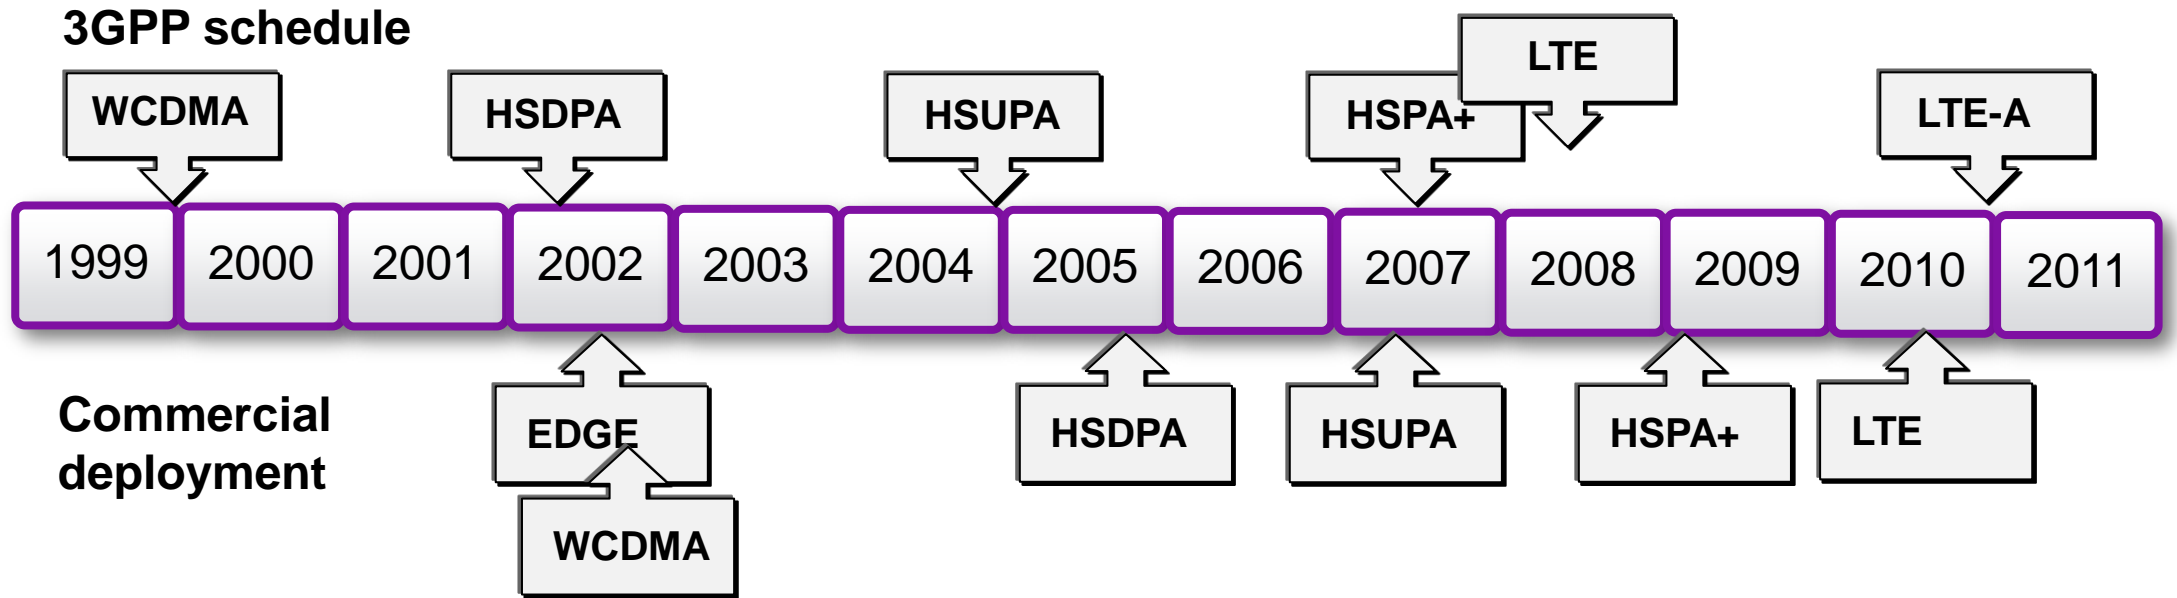 3GPP schedule
LTE
WCDMA
HSDPA
HSUPA
HSPA+
LTE-A
1999 2000 2001 2002 2003 2004 2005 2006 2007 2008 2009 2010 2011
Commercial
deployment
EDGE
HSDPA
HSUPA
HSPA+
LTE
WCDMA